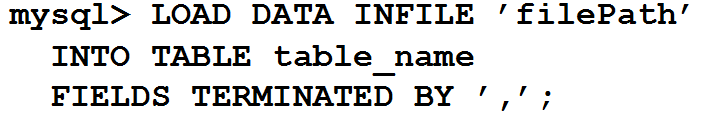 mysql> LOAD DATA INFILE ’filePath’
INTO TABLE table_name
FIELDS TERMINATED BY ’,’;